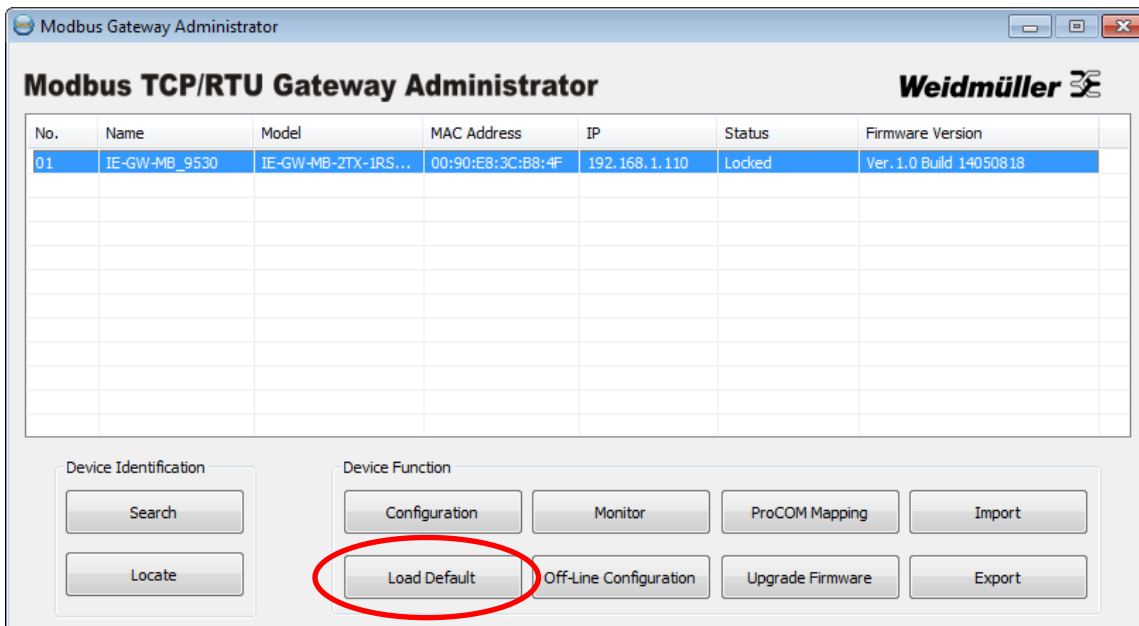 Modbus Gateway Administrator
Modbus TCP/RTU Gateway Administrator
Weidmüller
No. Name Model MAC Address IP Status Firmware Version
01 IE-GW-MB_9530 IE-GW-MB-2TX-1RS... 00:90:E8:3C:B8:4F 192.168.1.110 Locked Ver.1.0 Build 14050818
Device Identification Device Function
Search Configuration Monitor ProCOM Mapping Import
Locate Load Default Off-Line Configuration Upgrade Firmware Export